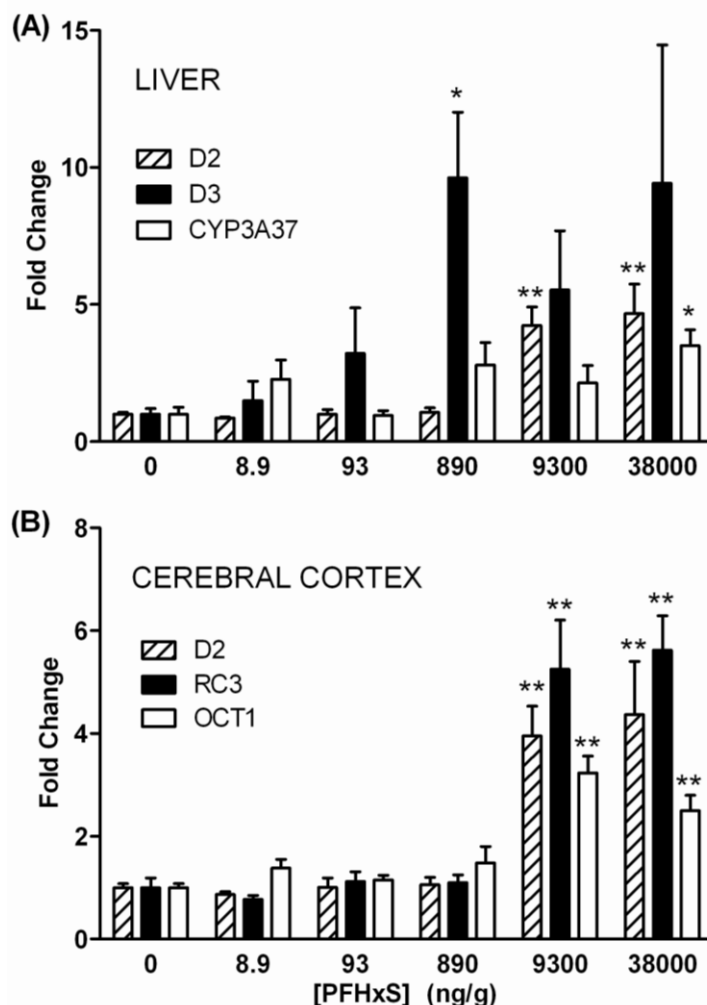 (A)
LIVER
D2
D3
CYP3A37
Fold Change
15
10
5
0
*
**
**
*
0 8.9 93 890 9300 38000
(B)
CEREBRAL CORTEX
D2
RC3
OCT1
Fold Change
8
6
4
2
0
**
**
**
**
**
**
0 8.9 93 890 9300 38000
[PFHxS] (ng/g)